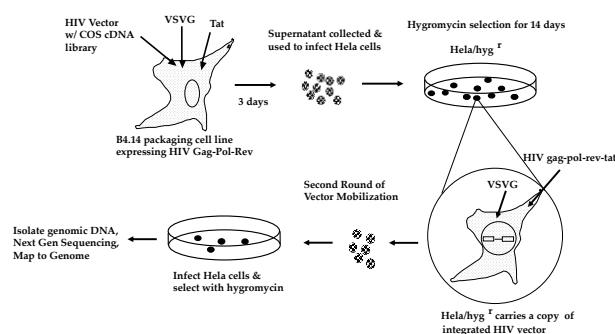 HIV Vector
w/ COS cDNA
library
VSVG
Tat
B4.14 packaging cell line
expressing HIV Gag-Pol-Rev
3 days
Supernatant collected &
used to infect Hela cells
Hygromycin selection for 14 days
Hela/hyg r
HIV gag-pol-rev-tat
VSVG
Hela/hyg r carries a copy of
integrated HIV vector
Second Round of
Vector Mobilization
Infect Hela cells &
select with hygromycin
Isolate genomic DNA,
Next Gen Sequencing,
Map to Genome